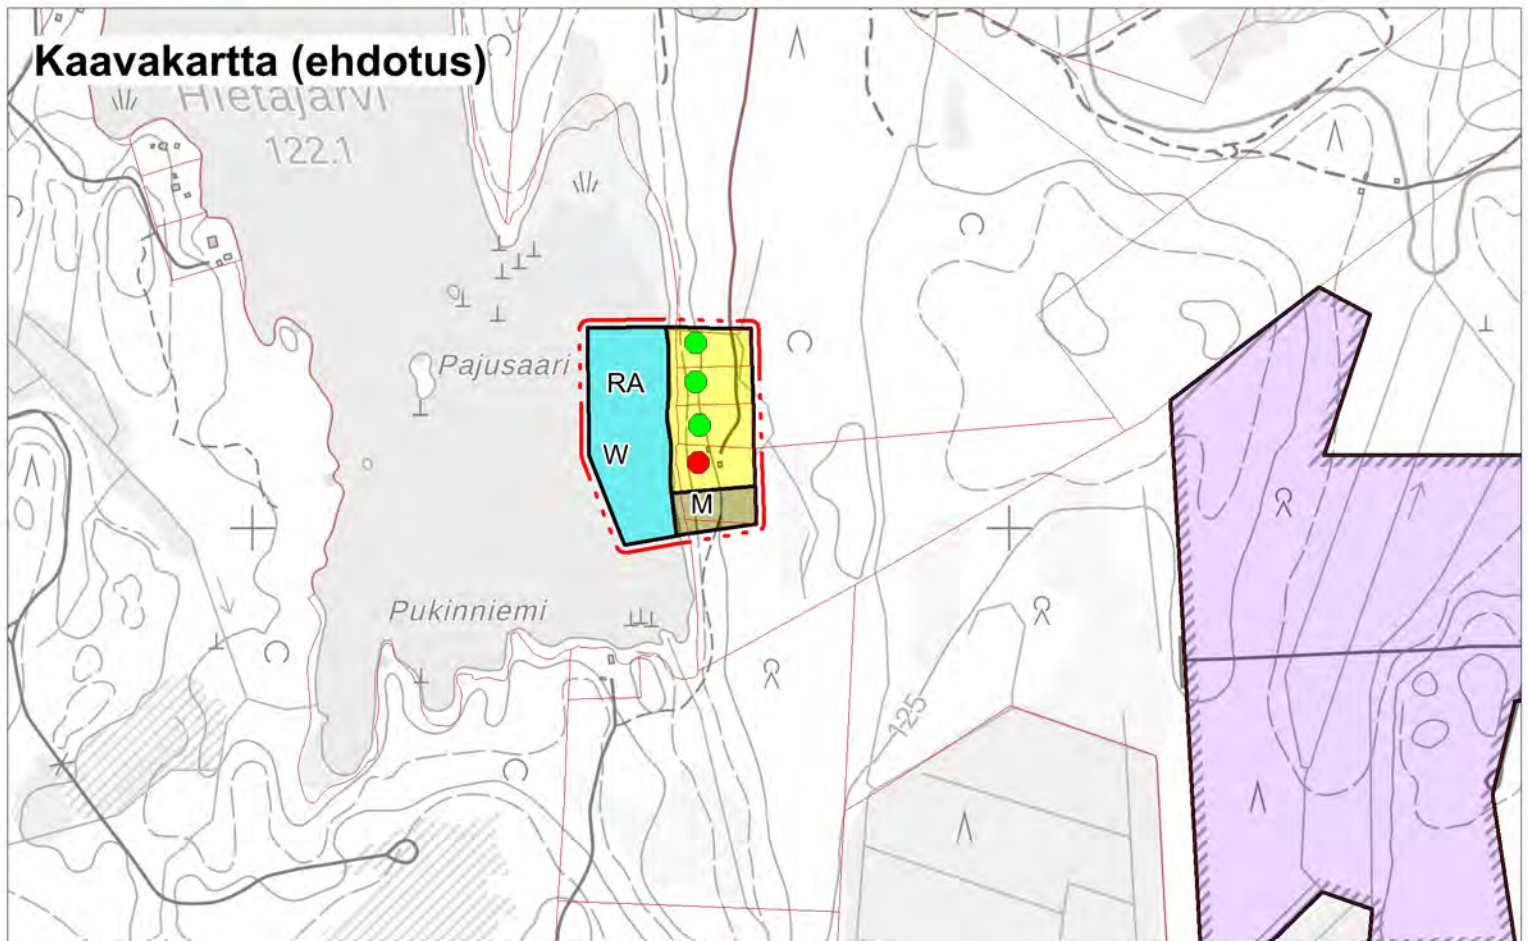 Kaavakartta (ehdotus)
Hietajärvi
122.1
Pajusaari
RA
W
M
Pukinniemi
125